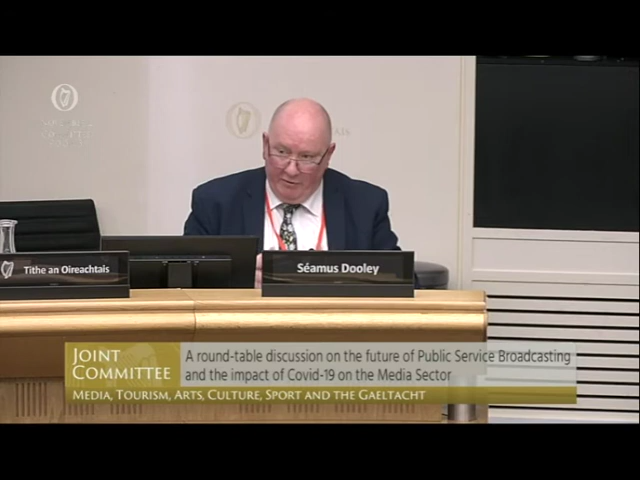 Tithe an Oireachtais
Séamus Dooley
JOINT
COMMITTEE
A round-table discussion on the future of Public Service Broadcasting
and the impact of Covid-19 on the Media Sector
MEDIA, TOURISM, ARTS, CULTURE, SPORT AND THE GAELTACHT